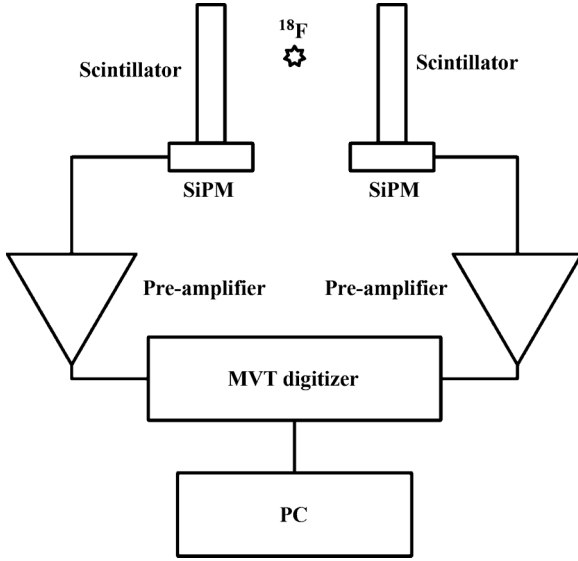 ¹⁸F
Scintillator
Scintillator
SiPM
SiPM
Pre-amplifier
Pre-amplifier
MVT digitizer
PC